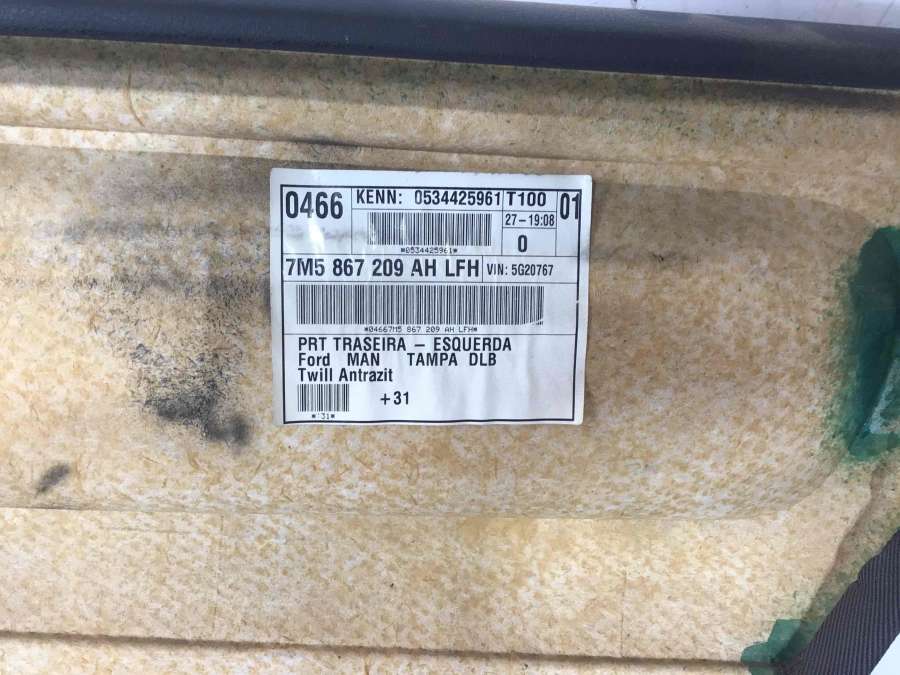 0466 KENN: 0534425961 T100 01
27-19:08
*0534425961*
0
7M5 867 209 AH LFH VIN: 5G20767
*04667M5 867 209 AH LFH*
PRT TRASEIRA - ESQUERDA
Ford MAN TAMPA DLB
Twill Antrazit
+31
*:31*